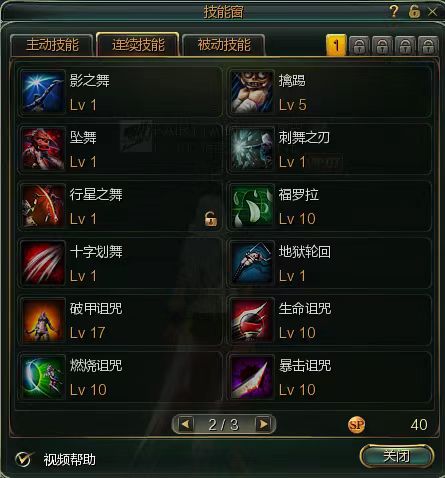 技能窗 ?
主动技能 连续技能 被动技能 1
影之舞 擒踢
Lv 1 Lv 5
坠舞 刺舞之刃
Lv 1 Lv 1
行星之舞 福罗拉
Lv 1 Lv 10
十字划舞 地狱轮回
Lv 1 Lv 1
破甲诅咒 生命诅咒
Lv 17 Lv 10
燃烧诅咒 暴击诅咒
Lv 10 Lv 10
2 / 3 SP 40
视频帮助 关闭